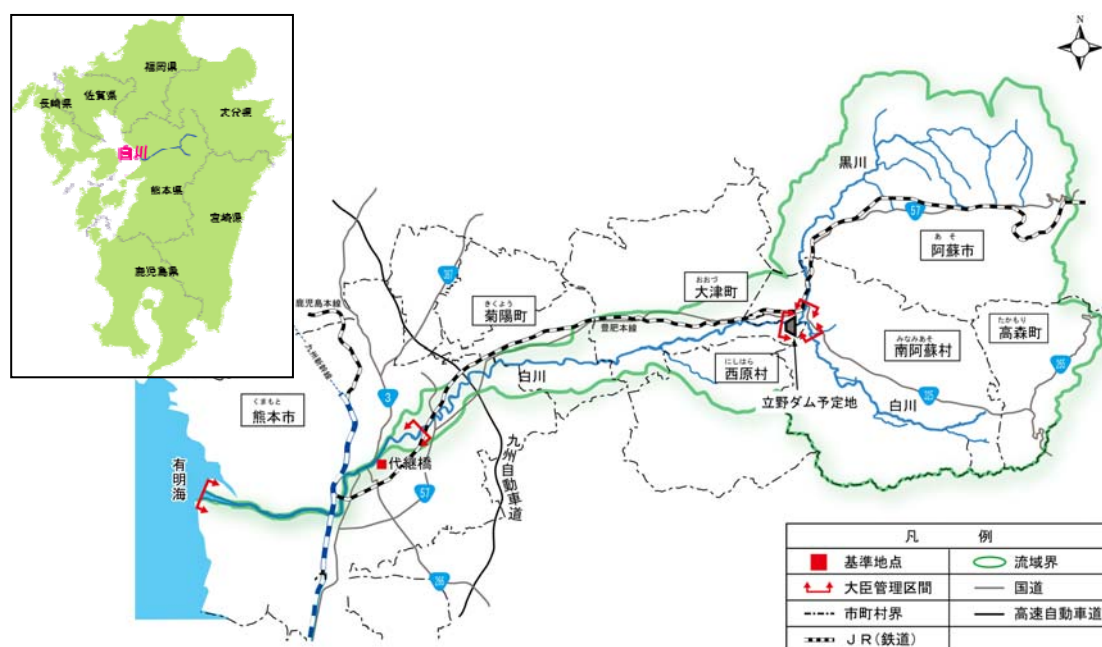 福岡県
佐賀県
長崎県
大分県
白川
熊本県
宮崎県
鹿児島県
N
黒川
57
あそ
阿蘇市
おおづ
大津町
きくよう
菊陽町
387
鹿児島本線
九州新幹線
豊肥本線
たかもり
高森町
みなみあそ
南阿蘇村
265
にしはら
西原村
白川
325
白川
立野ダム予定地
3
くまもと
熊本市
代継橋
有明海
57
九州自動車道
266
凡 例
基準地点
流域界
大臣管理区間
国道
市町村界
高速自動車道
JR(鉄道)